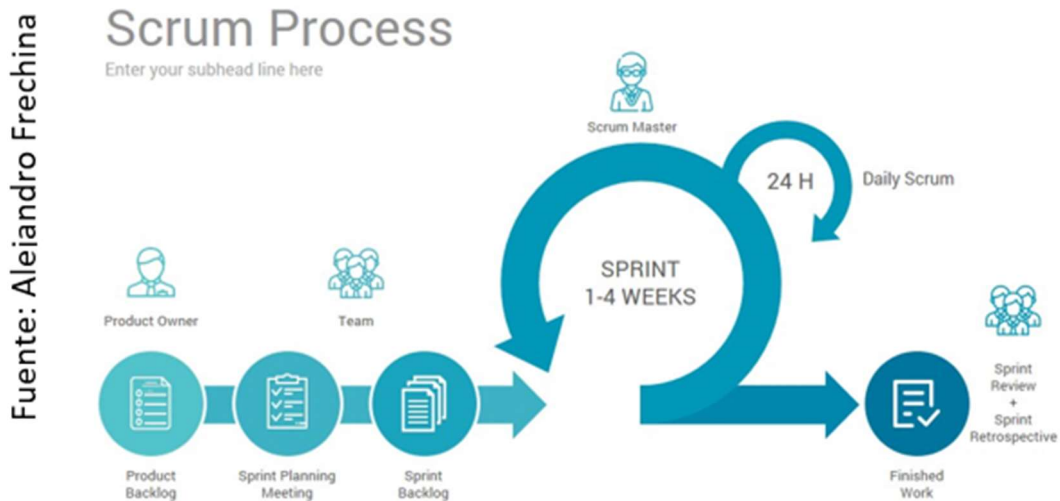 Fuente: Alejandro Frechina
Scrum Process
Enter your subhead line here
Scrum Master
24 H
Daily Scrum
SPRINT
1-4 WEEKS
Product Owner
Team
Product
Backlog
Sprint Planning
Meeting
Sprint
Backlog
Finished
Work
Sprint
Review
+
Sprint
Retrospective